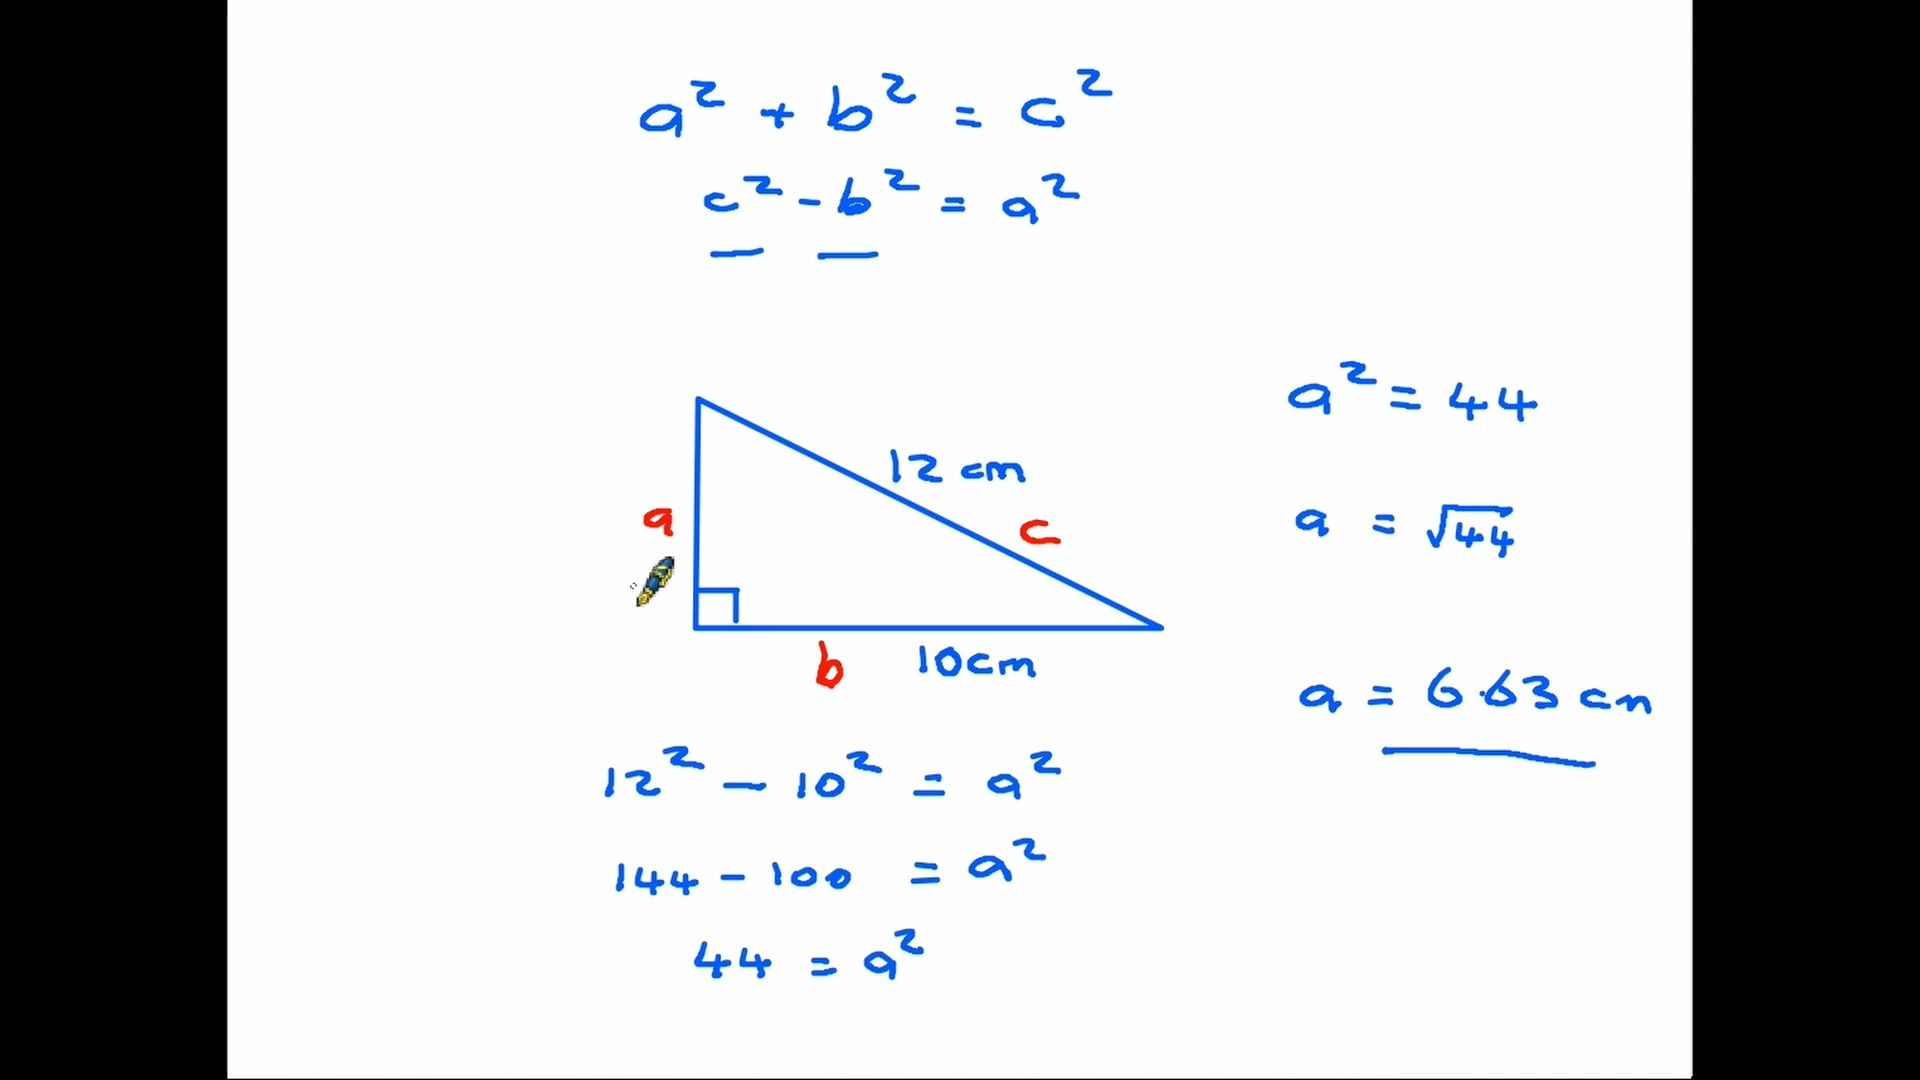 a² + b² = c²
c² - b² = a²
a² = 44
12 cm
a
c
a = √44
b
10cm
a = 6.63 cm
12² - 10² = a²
144 - 100 = a²
44 = a²